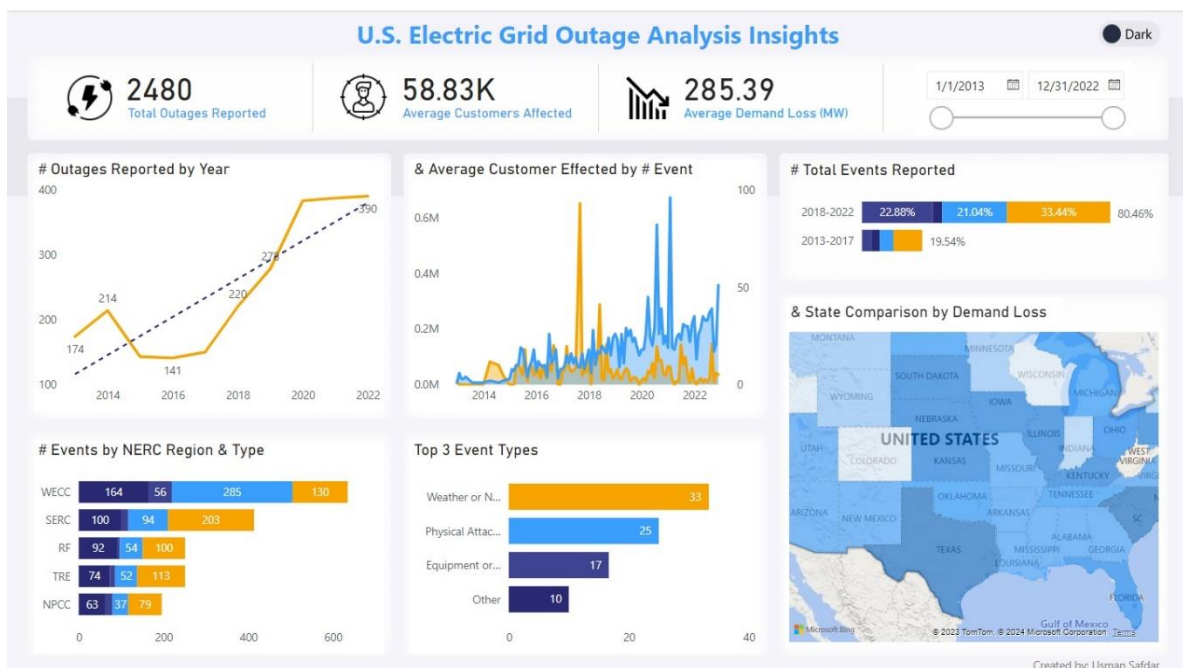 U.S. Electric Grid Outage Analysis Insights
Dark
2480
Total Outages Reported
58.83K
Average Customers Affected
285.39
Average Demand Loss (MW)
1/1/2013 12/31/2022
# Outages Reported by Year
400
300
200
100
174
214
141
220
278
390
2014 2016 2018 2020 2022
& Average Customer Effected by # Event
0.6M
0.4M
0.2M
0.0M
100
50
0
2014 2016 2018 2020 2022
# Total Events Reported
2018-2022 22.88% 21.04% 33.44% 80.46%
2013-2017 19.54%
& State Comparison by Demand Loss
MONTANA
MINNESOTA
SOUTH DAKOTA
WISCONSIN
WYOMING
MICHIGAN
IOWA
NEBRASKA
ILLINOIS
OHIO
UNITED STATES
INDIANA
UTAH
COLORADO
KANSAS
WEST
VIRGINIA
MISSOURI
KENTUCKY
VIRG
OKLAHOMA
TENNESSEE
ARIZONA
NEW MEXICO
ARKANSAS
SC
ALABAMA
TEXAS
MISSISSIPPI
GEORGIA
LOUISIANA
FLORIDA
Gulf of Mexico
Microsoft Bing
© 2023 TomTom, © 2024 Microsoft Corporation Terms
# Events by NERC Region & Type
WECC 164 56 285 130
SERC 100 94 203
RF 92 54 100
TRE 74 52 113
NPCC 63 37 79
0 200 400 600
Top 3 Event Types
Weather or N... 33
Physical Attac... 25
Equipment or... 17
Other 10
0 20 40
Created by: Usman Safdar